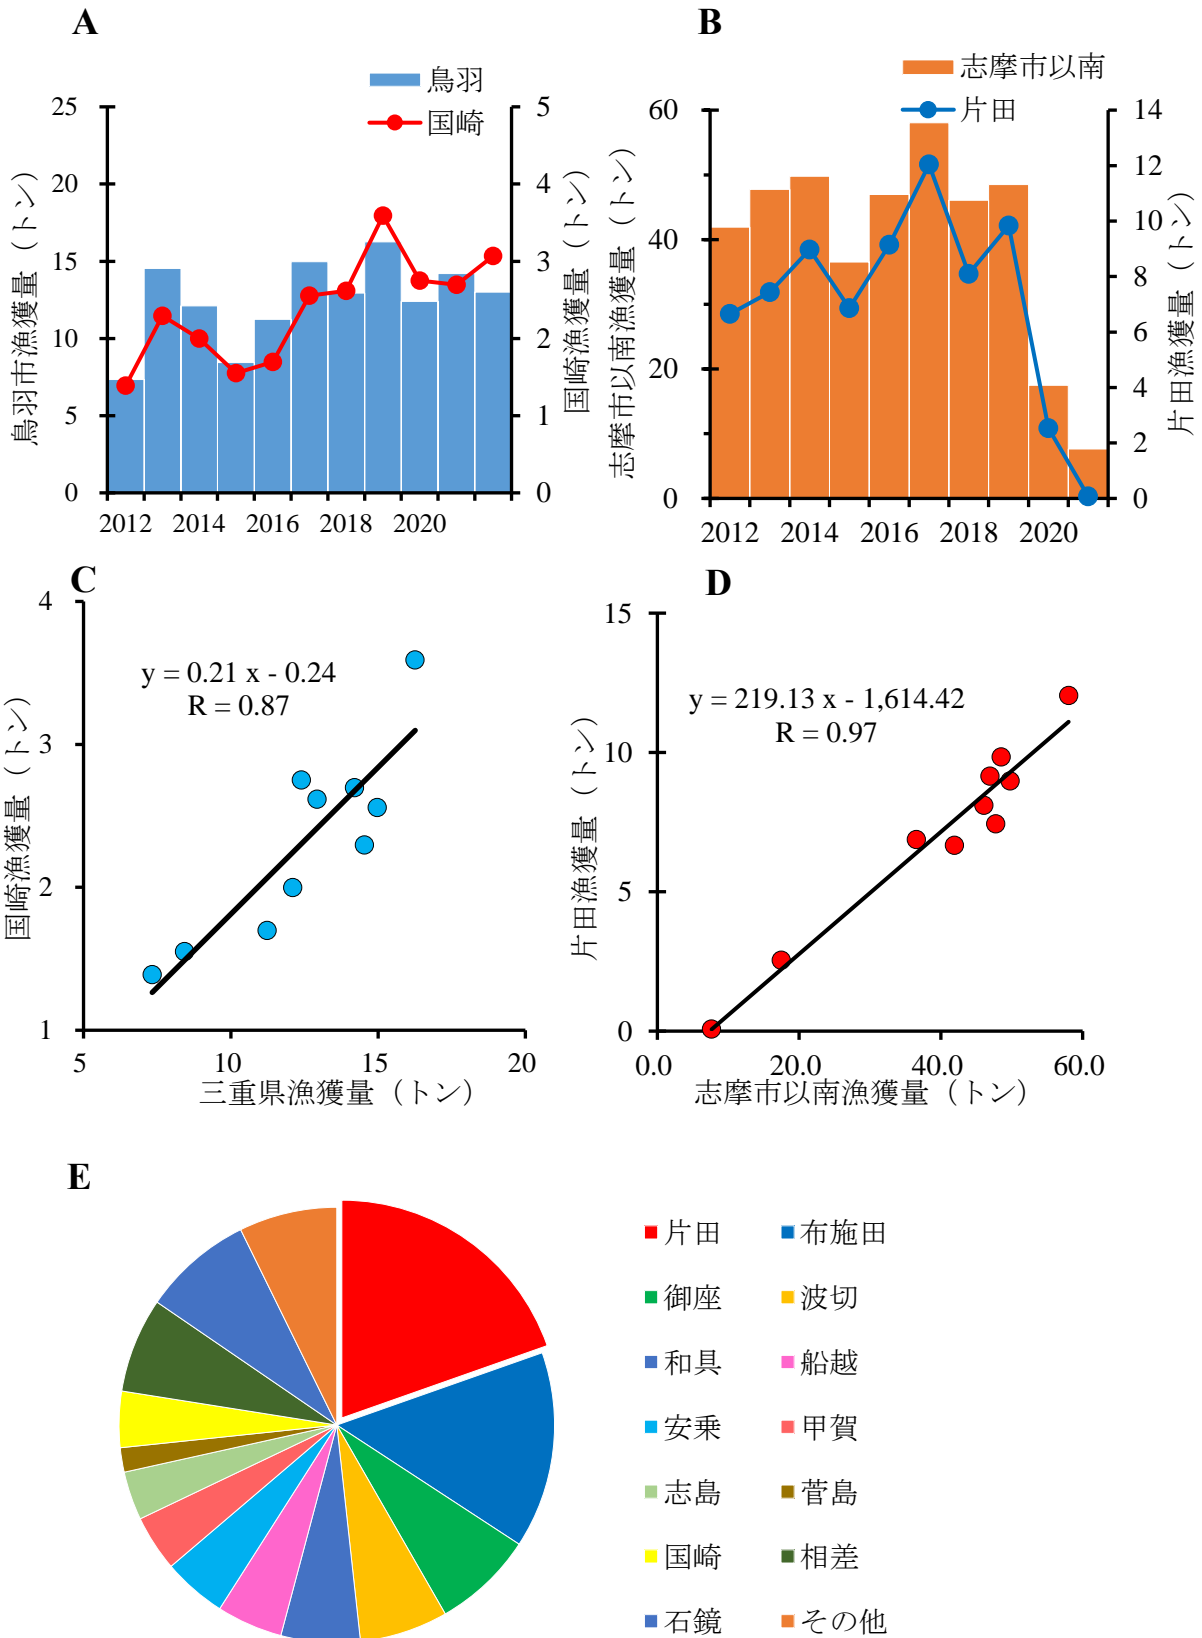 A
鳥羽
国崎
25
20
15
10
5
0
5
4
3
2
1
0
鳥羽市漁獲量（トン）
国崎漁獲量（トン）
2012
2014
2016
2018
2020
B
志摩市以南
片田
60
40
20
0
14
12
10
8
6
4
2
0
志摩市以南漁獲量（トン）
片田漁獲量（トン）
2012
2014
2016
2018
2020
C
4
3
2
1
y = 0.21 x - 0.24
R = 0.87
国崎漁獲量（トン）
5
10
15
20
三重県漁獲量（トン）
D
15
10
5
0
y = 219.13 x - 1,614.42
R = 0.97
片田漁獲量（トン）
0.0
20.0
40.0
60.0
志摩市以南漁獲量（トン）
E
片田
布施田
御座
波切
和具
船越
安乗
甲賀
志島
菅島
国崎
相差
石鏡
その他